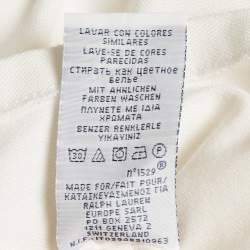 LAVAR CON COLORES
SIMILARES
LAVE-SE DE CORES
PARECIDAS
СТИРАТЬ КАК ЦВЕТНОЕ
БЕЛЬЕ
MIT ÄHNLICHEN
FARBEN WASCHEN
ΠΛΥΝΕΤΕ ΜΕ ΙΔΙΑ
ΧΡΩΜΑΤΑ
BENZER RENKLERLE
YIKAYINIZ
30 P
n°1529
MADE FOR/FAIT POUR/
ΚΑΤΑΣΚΕΥΑΣΜΕΝΟ ΓΙΑ
RALPH LAUREN
EUROPE SARL
PO BOX 2572
1211 GENEVA 2
SWITZERLAND